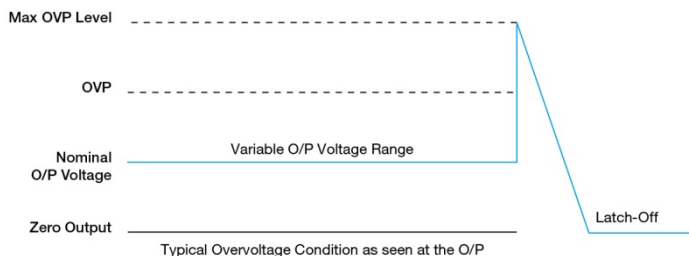 Max OVP Level
OVP
Variable O/P Voltage Range
Nominal
O/P Voltage
Latch-Off
Zero Output
Typical Overvoltage Condition as seen at the O/P